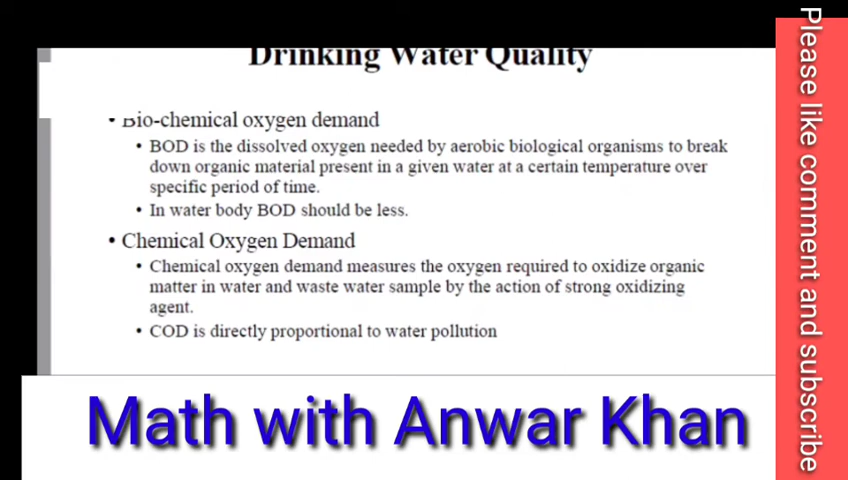 Drinking Water Quality
• Bio-chemical oxygen demand
• BOD is the dissolved oxygen needed by aerobic biological organisms to break
down organic material present in a given water at a certain temperature over
specific period of time.
• In water body BOD should be less.
• Chemical Oxygen Demand
• Chemical oxygen demand measures the oxygen required to oxidize organic
matter in water and waste water sample by the action of strong oxidizing
agent.
• COD is directly proportional to water pollution
Math with Anwar Khan
Please like comment and subscribe